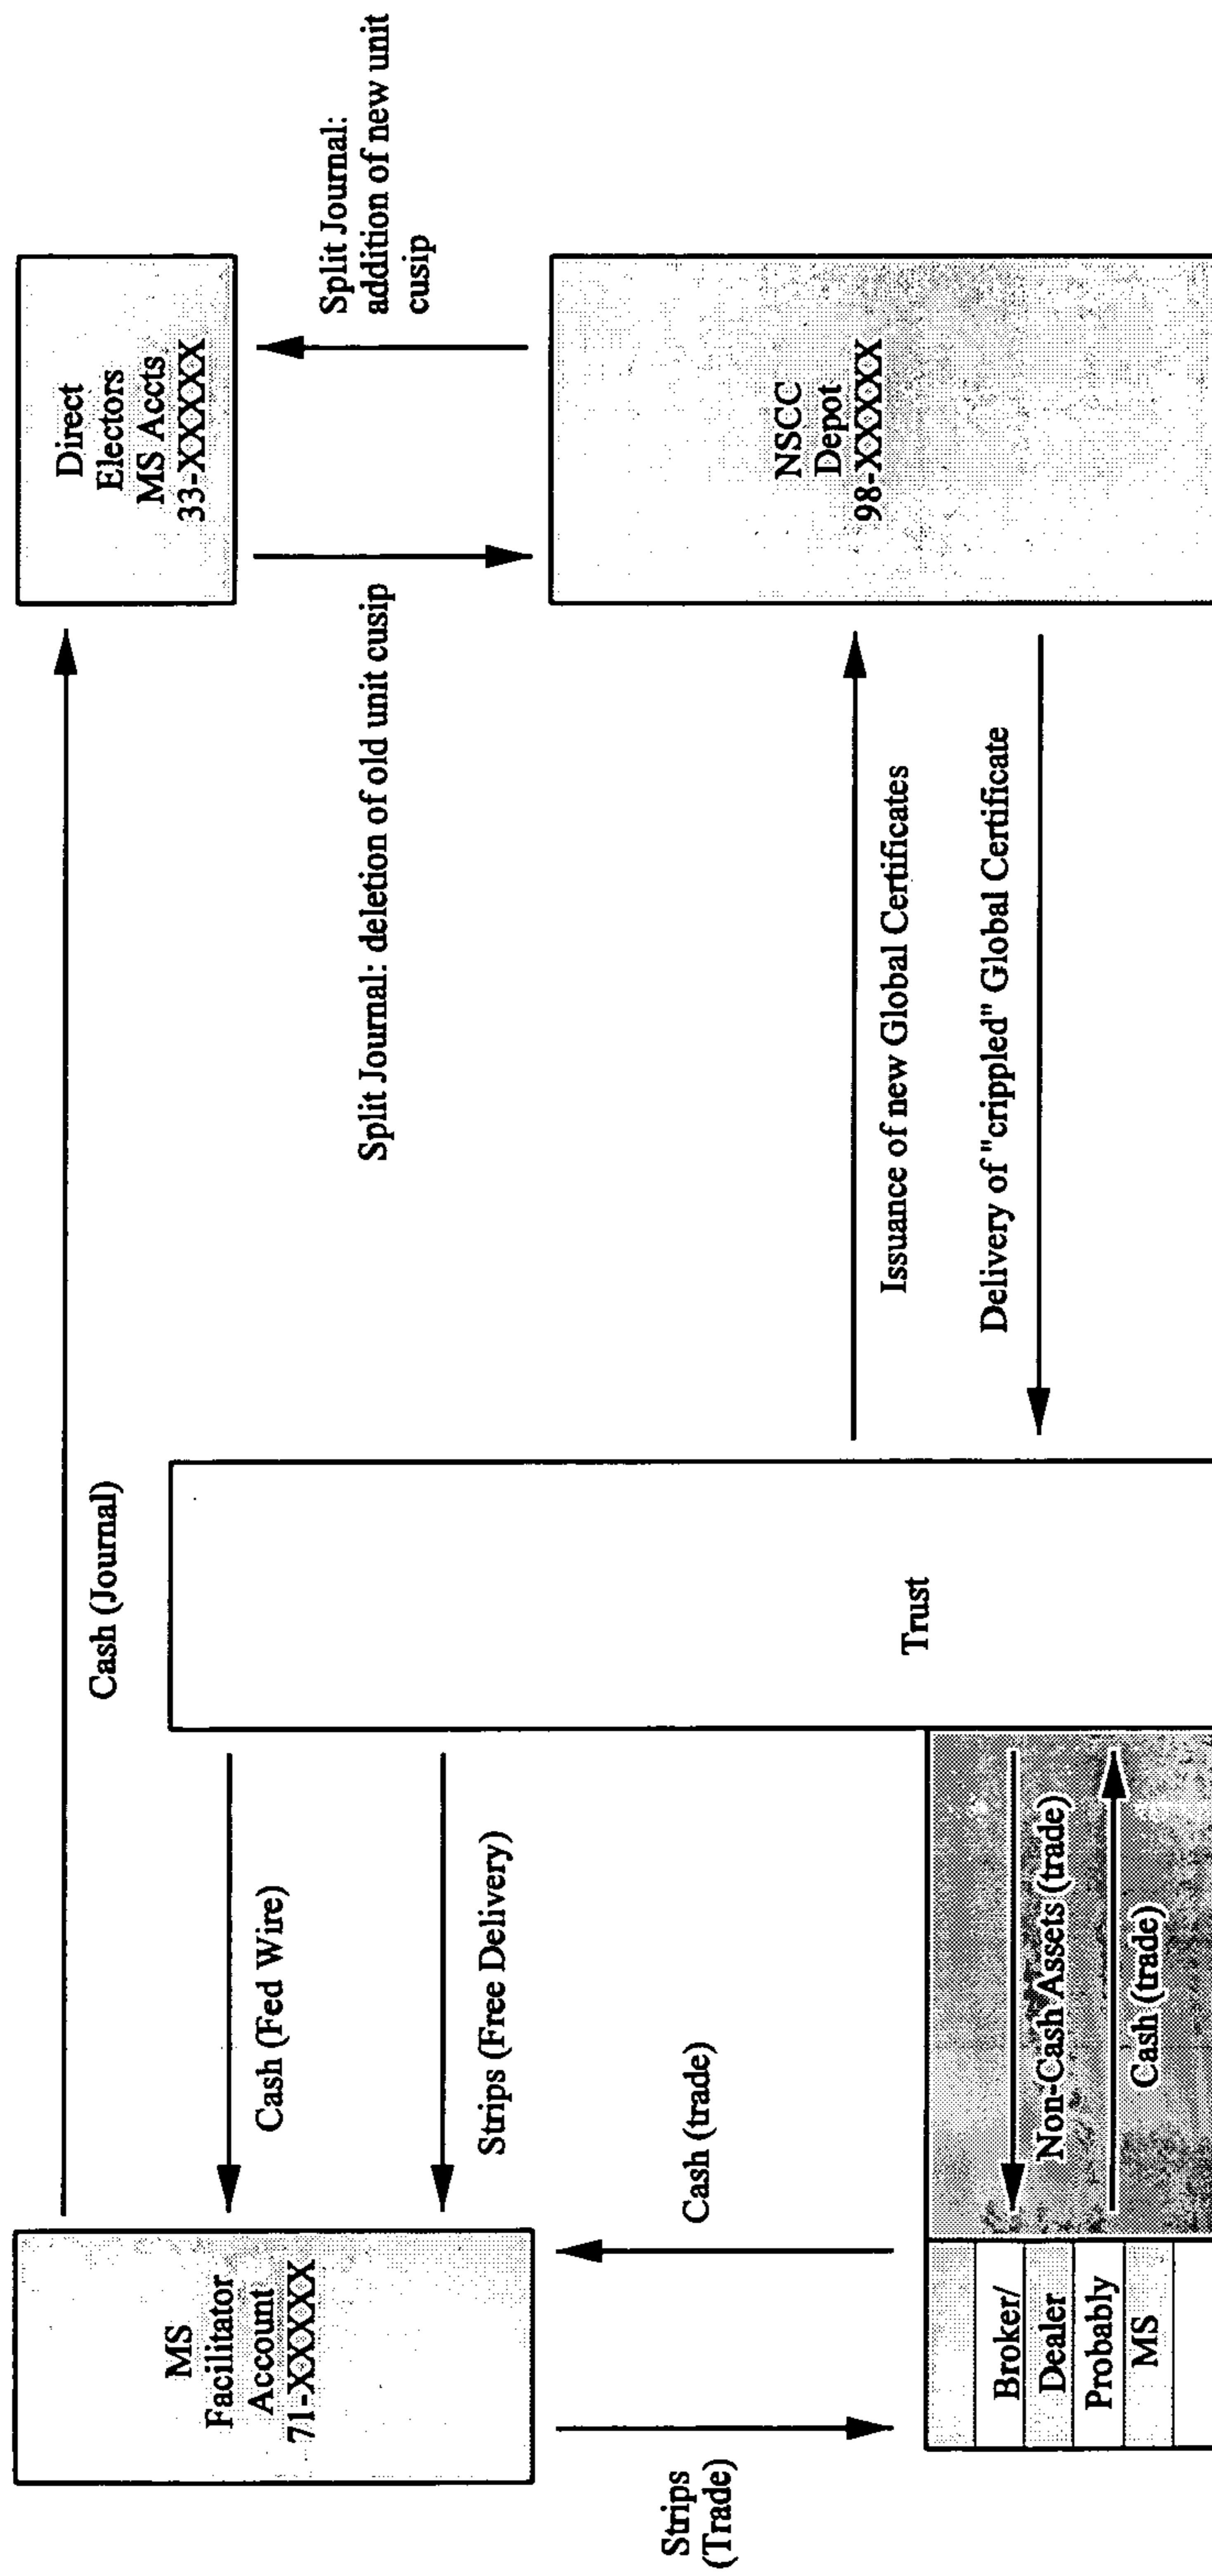 MS
Facilitator
Account
71-XXXXX
Cash (Journal)
Direct
Electors
MS Accts
33-XXXXX
Cash (Fed Wire)
Strips (Free Delivery)
Split Journal: deletion of old unit cusip
Split Journal:
addition of new unit
cusip
Strips
(Trade)
Cash (trade)
Trust
Issuance of new Global Certificates
Delivery of "crippled" Global Certificate
NSCC
Depot
98-XXXXX
Broker/
Dealer
Probably
MS
Non-Cash Assets (trade)
Cash (trade)